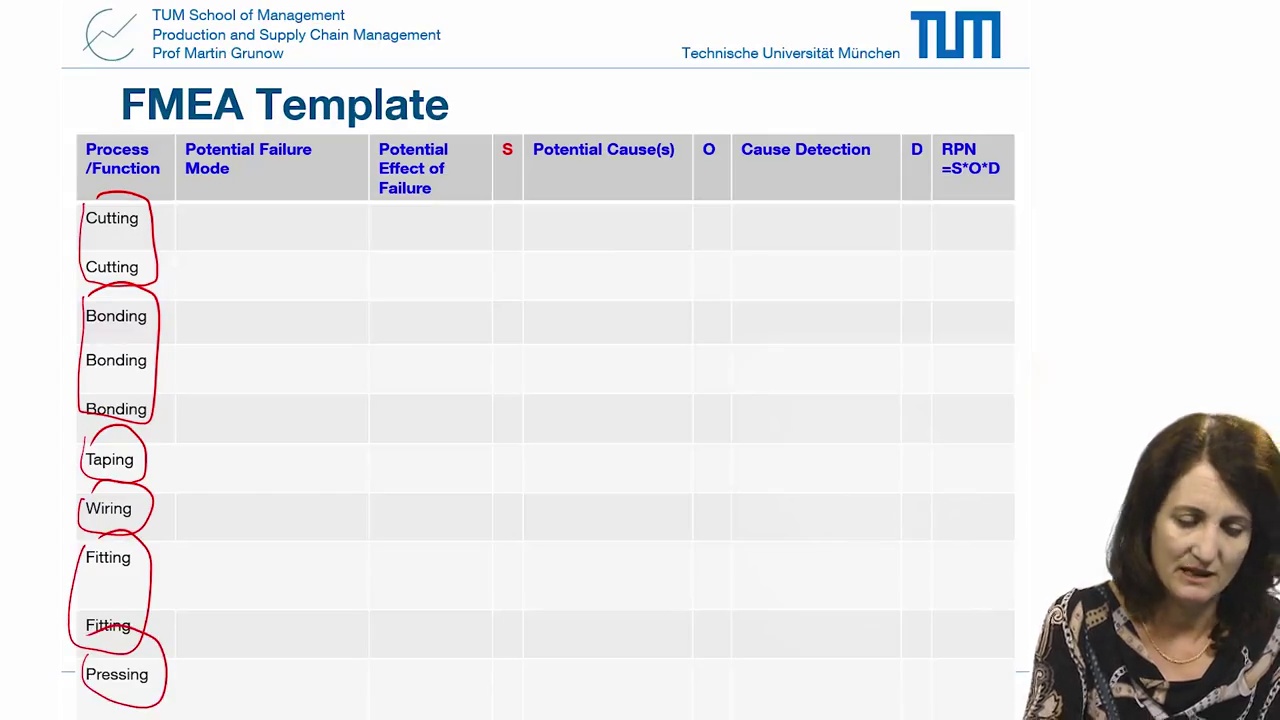 TUM School of Management
Production and Supply Chain Management
Prof Martin Grunow
Technische Universität München
TUM
FMEA Template
Process /Function
Potential Failure Mode
Potential Effect of Failure
S
Potential Cause(s)
O
Cause Detection
D
RPN =S*O*D
Cutting
Cutting
Bonding
Bonding
Bonding
Taping
Wiring
Fitting
Fitting
Pressing